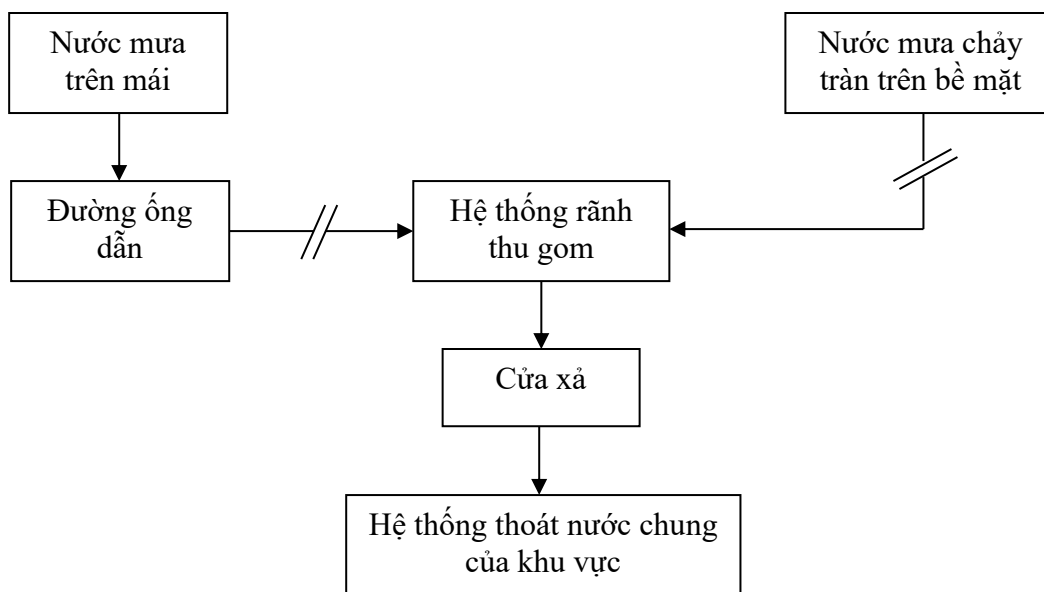 Nước mưa
trên mái
Nước mưa chảy
tràn trên bề mặt
Đường ống
dẫn
Hệ thống rãnh
thu gom
Cửa xả
Hệ thống thoát nước chung
của khu vực